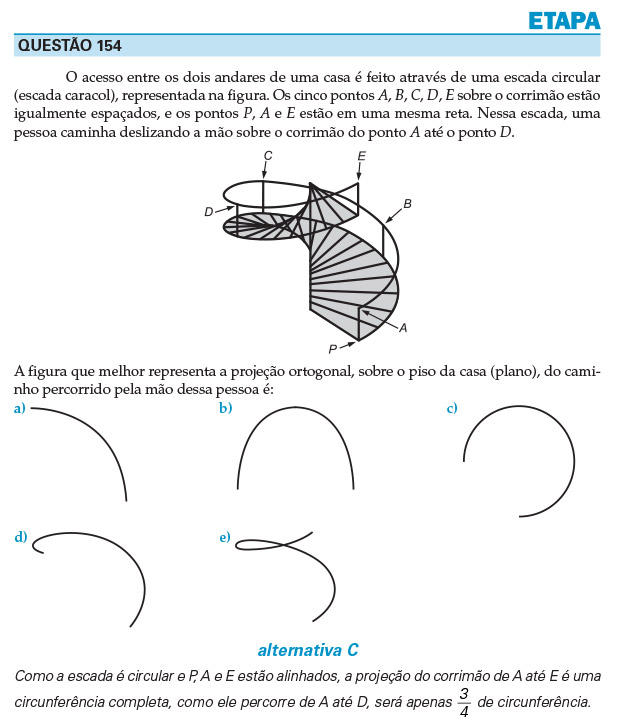 ETAPA
QUESTÃO 154
O acesso entre os dois andares de uma casa é feito através de uma escada circular
(escada caracol), representada na figura. Os cinco pontos A, B, C, D, E sobre o corrimão estão
igualmente espaçados, e os pontos P, A e E estão em uma mesma reta. Nessa escada, uma
pessoa caminha deslizando a mão sobre o corrimão do ponto A até o ponto D.
C
E
D
B
A
P
A figura que melhor representa a projeção ortogonal, sobre o piso da casa (plano), do cami-
nho percorrido pela mão dessa pessoa é:
a)
b)
c)
d)
e)
alternativa C
Como a escada é circular e P, A e E estão alinhados, a projeção do corrimão de A até E é uma
circunferência completa, como ele percorre de A até D, será apenas 3/4 de circunferência.